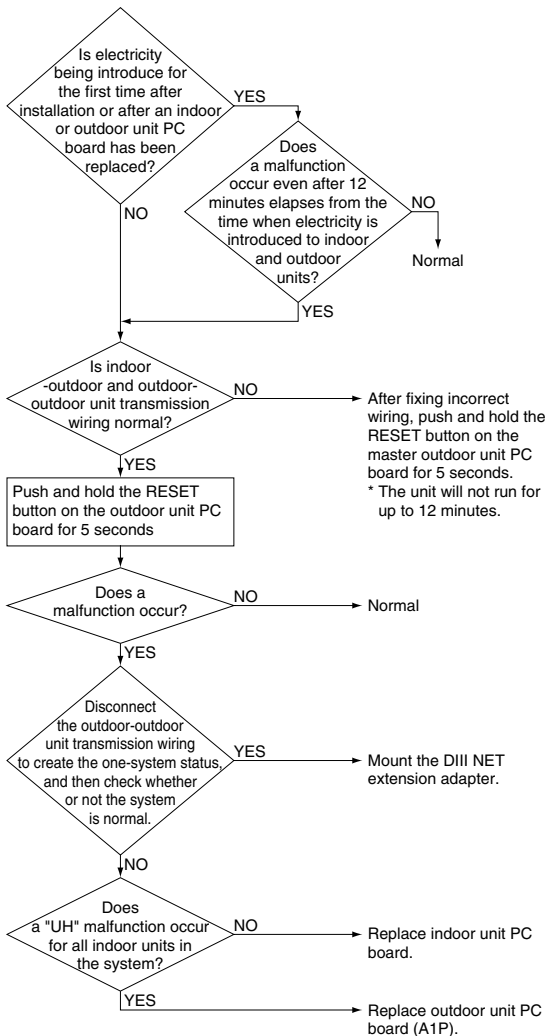 Is electricity
being introduce for
the first time after
installation or after an indoor
or outdoor unit PC
board has been
replaced?
YES
NO
Does
a malfunction
occur even after 12
minutes elapses from the
time when electricity is
introduced to indoor
and outdoor
units?
NO
Normal
YES
Is indoor
-outdoor and outdoor-
outdoor unit transmission
wiring normal?
NO
After fixing incorrect
wiring, push and hold the
RESET button on the
master outdoor unit PC
board for 5 seconds.
* The unit will not run for
up to 12 minutes.
YES
Push and hold the RESET
button on the outdoor unit PC
board for 5 seconds
Does a
malfunction occur?
NO
Normal
YES
Disconnect
the outdoor-outdoor
unit transmission wiring
to create the one-system status,
and then check whether
or not the system
is normal.
YES
Mount the DIII NET
extension adapter.
NO
Does
a "UH" malfunction occur
for all indoor units in
the system?
NO
Replace indoor unit PC
board.
YES
Replace outdoor unit PC
board (A1P).